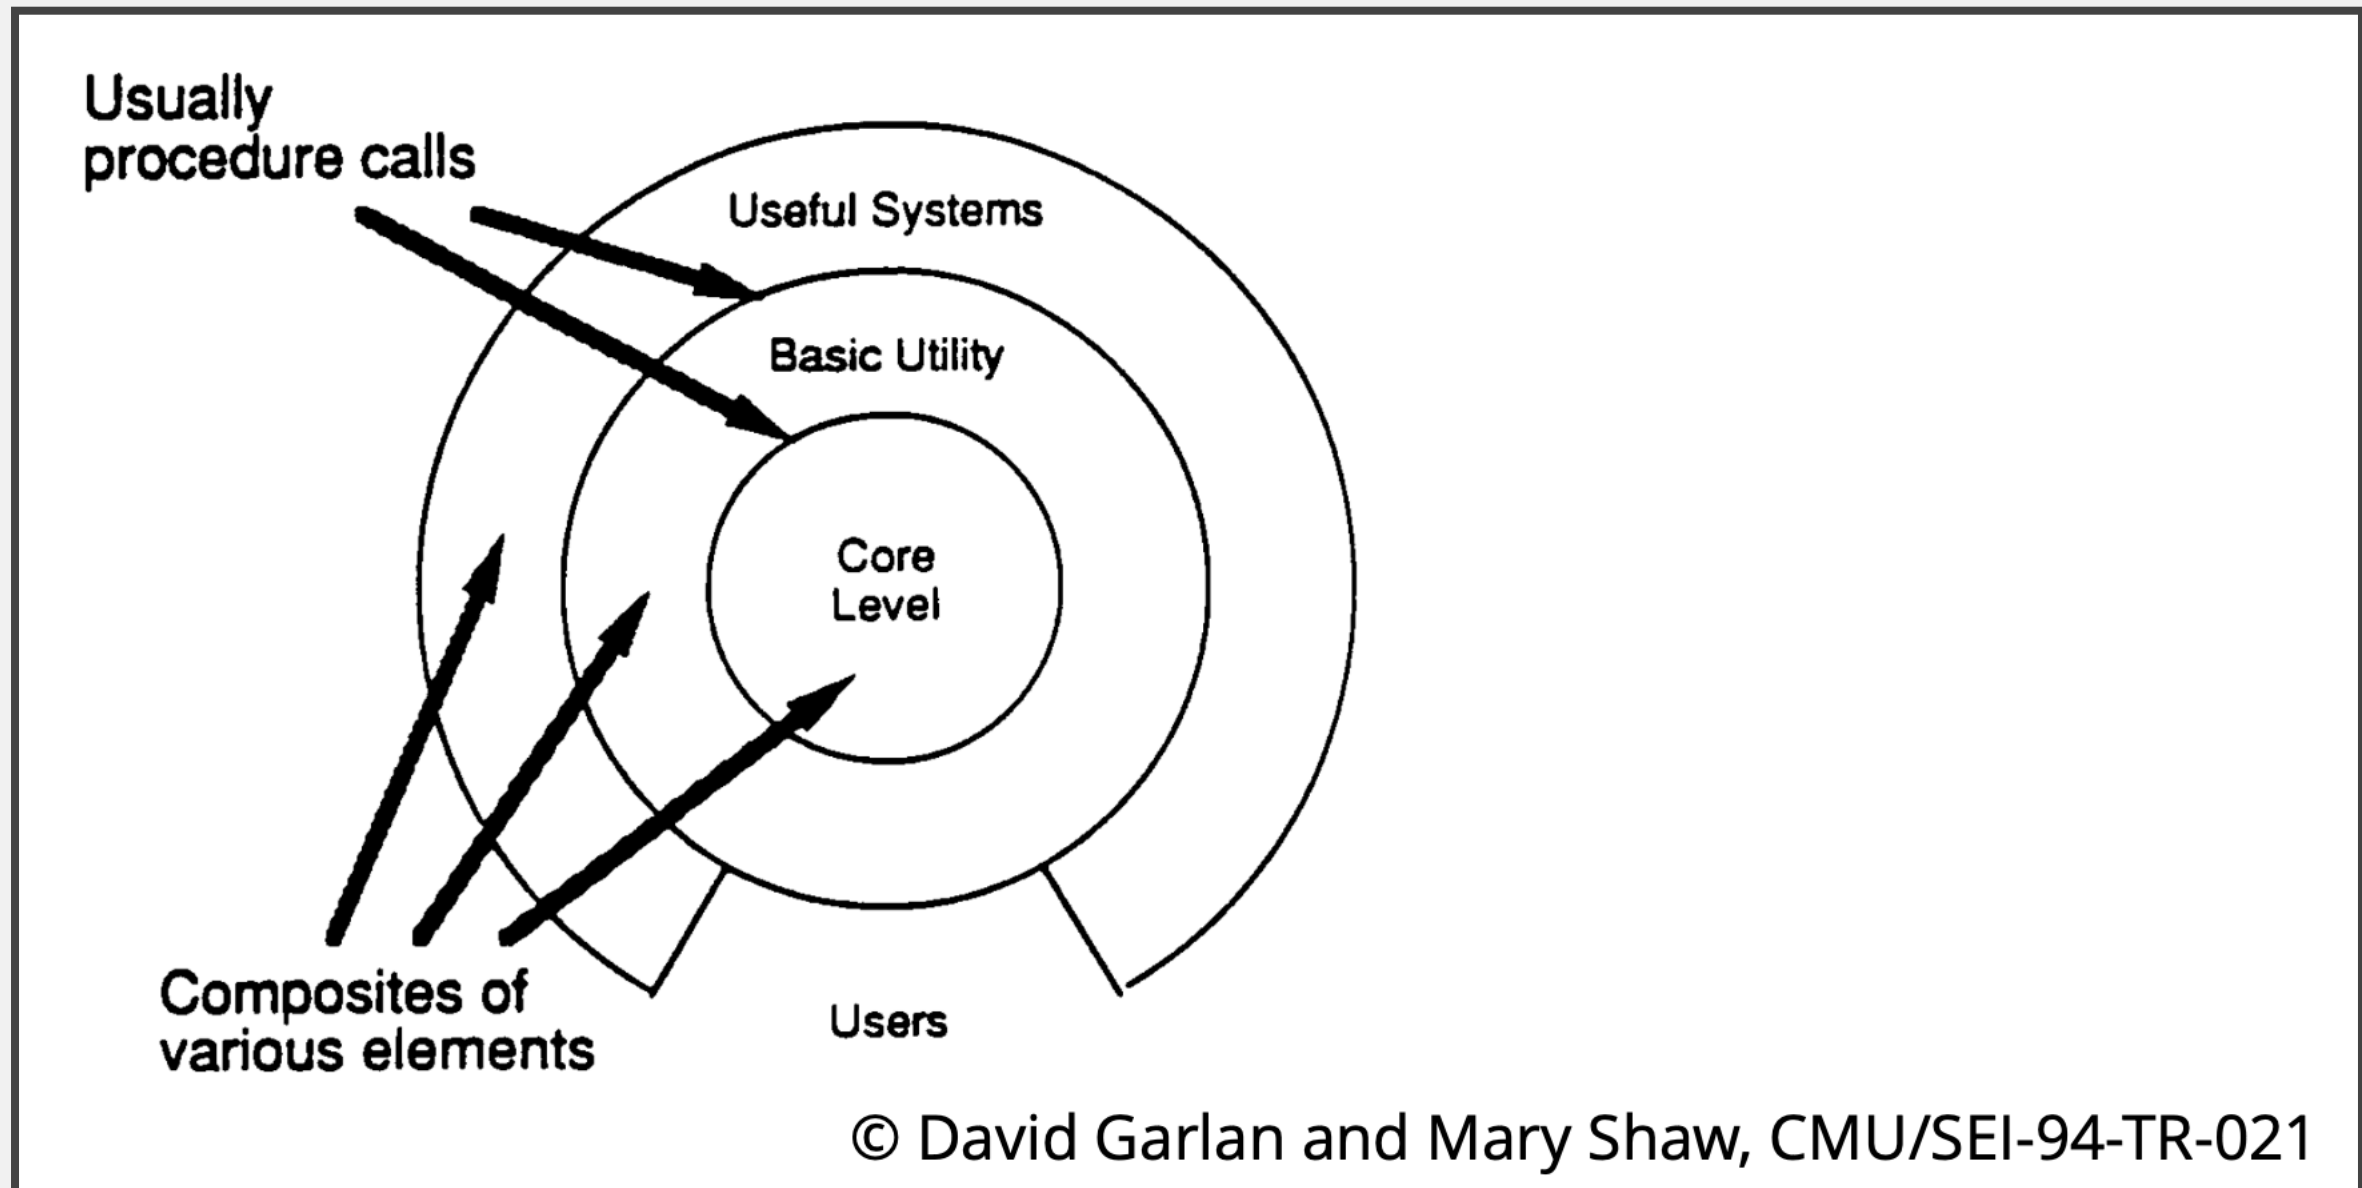 Usually
procedure calls
Useful Systems
Basic Utility
Core
Level
Composites of
various elements
Users
© David Garlan and Mary Shaw, CMU/SEI-94-TR-021